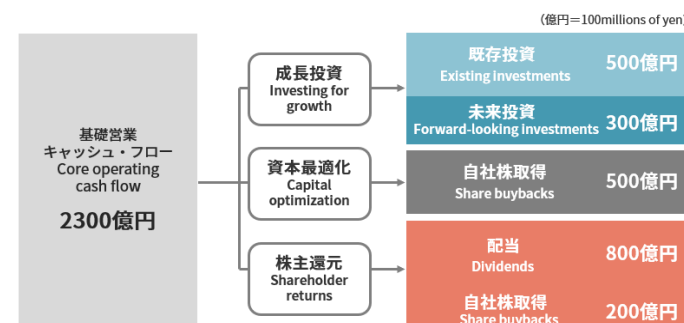 （億円＝100millions of yen）
基礎営業
キャッシュ・フロー
Core operating
cash flow
2300億円
成長投資
Investing for
growth
資本最適化
Capital
optimization
株主還元
Shareholder
returns
既存投資
Existing investments
500億円
未来投資
Forward-looking investments
300億円
自社株取得
Share buybacks
500億円
配当
Dividends
800億円
自社株取得
Share buybacks
200億円